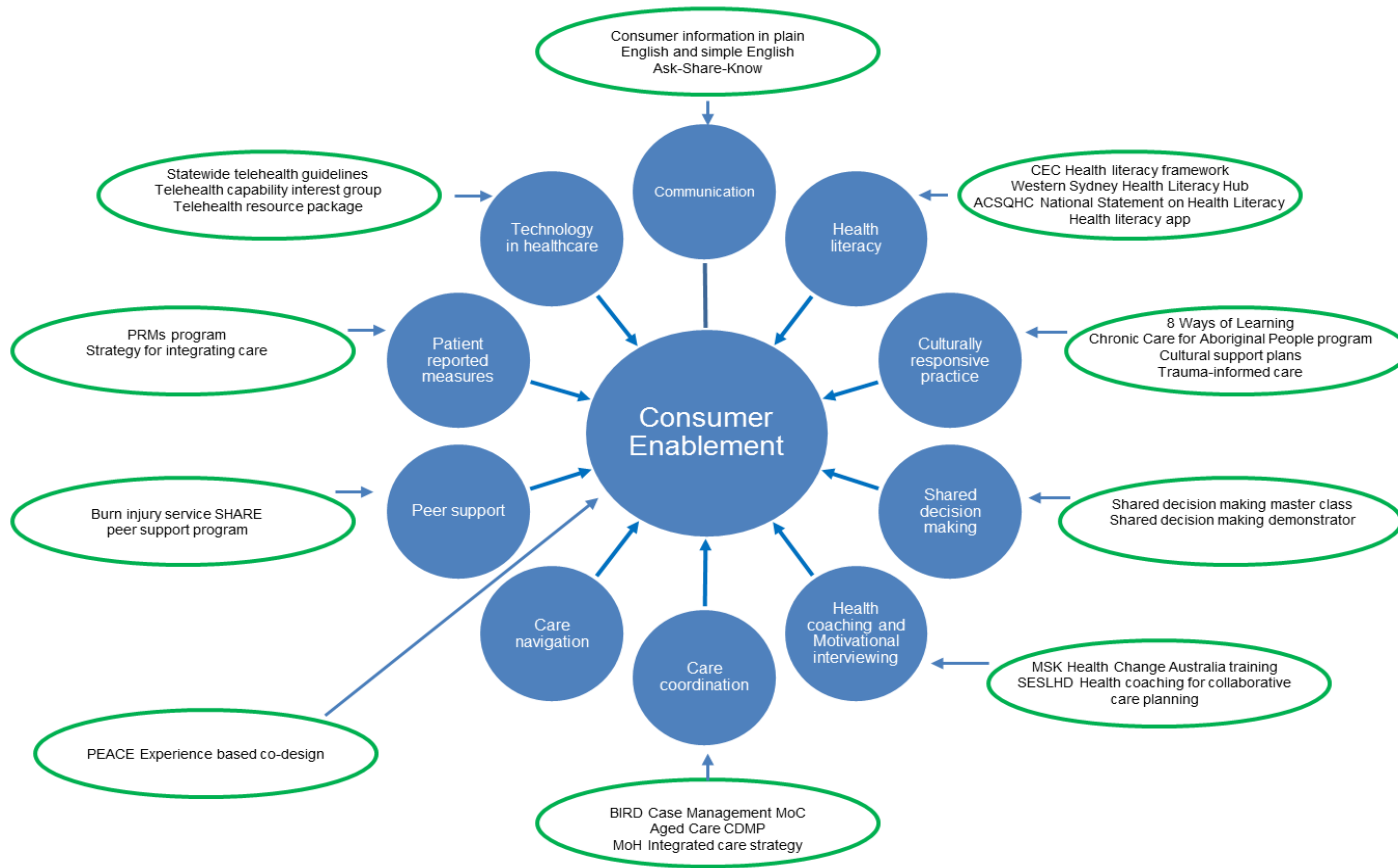 Consumer information in plain
English and simple English
Ask-Share-Know
Communication
Statewide telehealth guidelines
Telehealth capability interest group
Telehealth resource package
Technology
in healthcare
Health
literacy
CEC Health literacy framework
Western Sydney Health Literacy Hub
ACSQHC National Statement on Health Literacy
Health literacy app
PRMs program
Strategy for integrating care
Patient
reported
measures
Culturally
responsive
practice
8 Ways of Learning
Chronic Care for Aboriginal People program
Cultural support plans
Trauma-informed care
Consumer
Enablement
Burn injury service SHARE
peer support program
Peer support
Shared
decision
making
Shared decision making master class
Shared decision making demonstrator
Care
navigation
Care
coordination
Health
coaching and
Motivational
interviewing
MSK Health Change Australia training
SESLHD Health coaching for collaborative
care planning
PEACE Experience based co-design
BIRD Case Management MoC
Aged Care CDMP
MoH Integrated care strategy